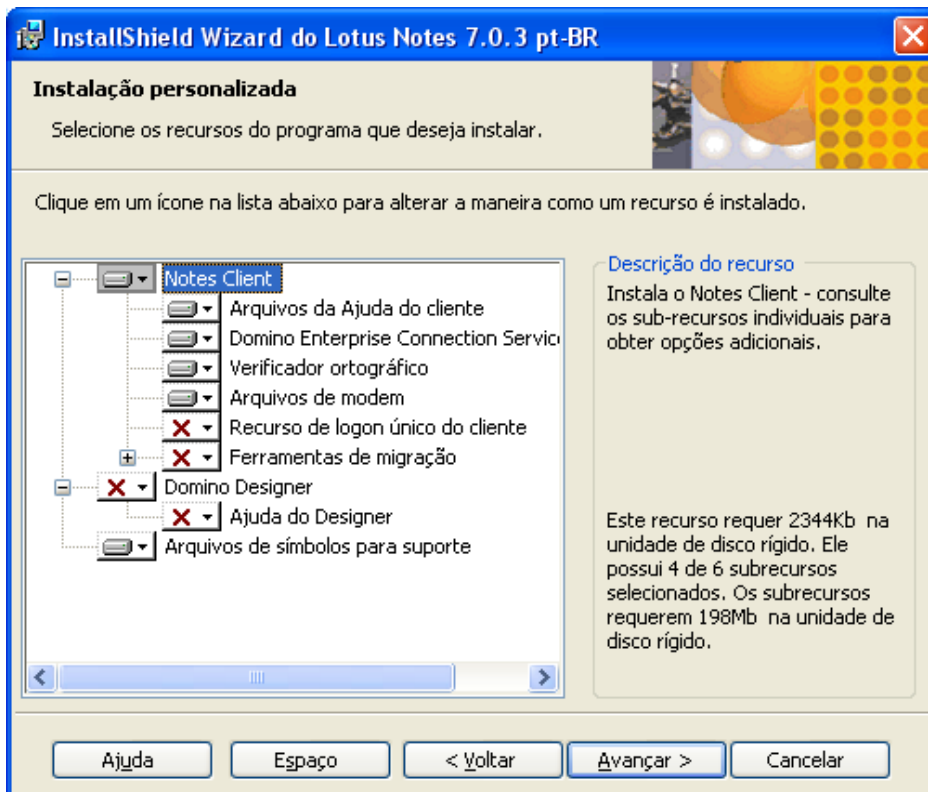 InstallShield Wizard do Lotus Notes 7.0.3 pt-BR
Instalação personalizada
Selecione os recursos do programa que deseja instalar.
Clique em um ícone na lista abaixo para alterar a maneira como um recurso é instalado.
Notes Client
Arquivos da Ajuda do cliente
Domino Enterprise Connection Servic
Verificador ortográfico
Arquivos de modem
Recurso de logon único do cliente
Ferramentas de migração
Domino Designer
Ajuda do Designer
Arquivos de símbolos para suporte
Descrição do recurso
Instala o Notes Client - consulte
os sub-recursos individuais para
obter opções adicionais.
Este recurso requer 2344Kb na
unidade de disco rígido. Ele
possui 4 de 6 subrecursos
selecionados. Os subrecursos
requerem 198Mb na unidade de
disco rígido.
Ajuda
Espaço
< Voltar
Avançar >
Cancelar